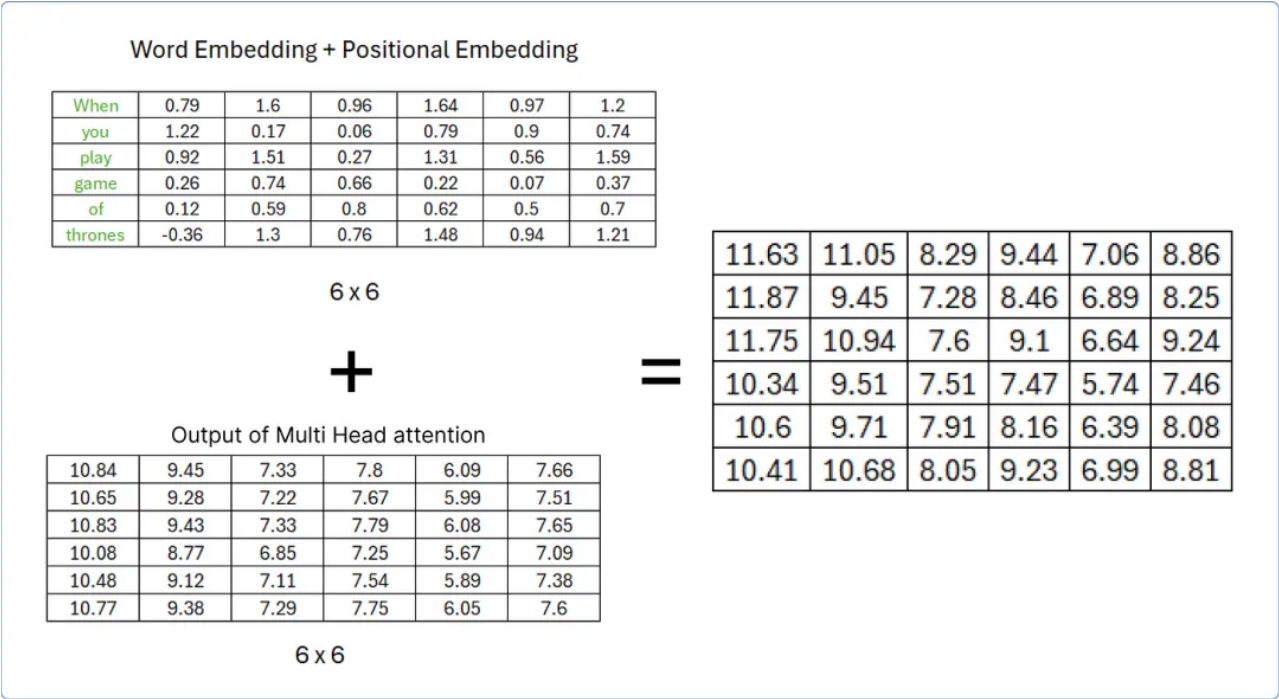 Word Embedding + Positional Embedding
When 0.79 1.6 0.96 1.64 0.97 1.2
you 1.22 0.17 0.06 0.79 0.9 0.74
play 0.92 1.51 0.27 1.31 0.56 1.59
game 0.26 0.74 0.66 0.22 0.07 0.37
of 0.12 0.59 0.8 0.62 0.5 0.7
thrones -0.36 1.3 0.76 1.48 0.94 1.21
6 x 6
+
Output of Multi Head attention
10.84 9.45 7.33 7.8 6.09 7.66
10.65 9.28 7.22 7.67 5.99 7.51
10.83 9.43 7.33 7.79 6.08 7.65
10.08 8.77 6.85 7.25 5.67 7.09
10.48 9.12 7.11 7.54 5.89 7.38
10.77 9.38 7.29 7.75 6.05 7.6
6 x 6
=
11.63 11.05 8.29 9.44 7.06 8.86
11.87 9.45 7.28 8.46 6.89 8.25
11.75 10.94 7.6 9.1 6.64 9.24
10.34 9.51 7.51 7.47 5.74 7.46
10.6 9.71 7.91 8.16 6.39 8.08
10.41 10.68 8.05 9.23 6.99 8.81